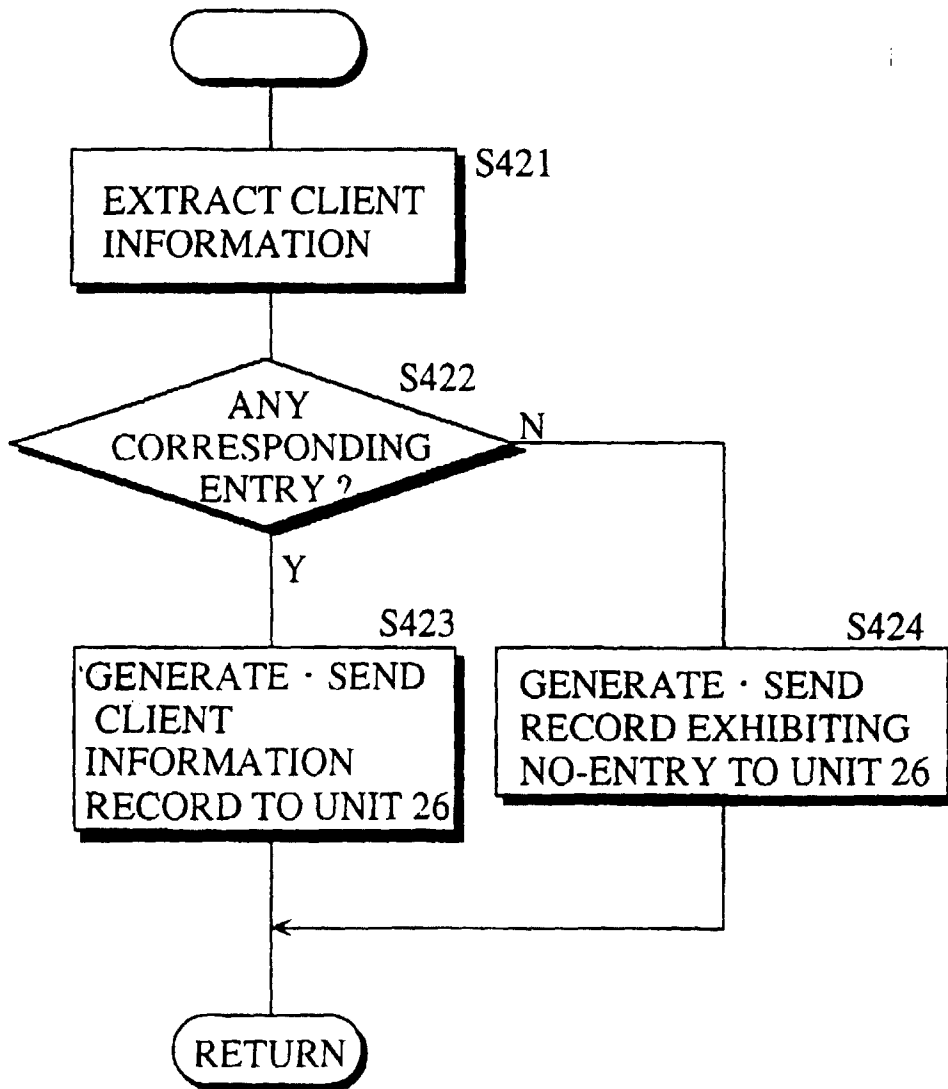 S421
EXTRACT CLIENT
INFORMATION
S422
ANY
CORRESPONDING
ENTRY ?
N
Y
S423
GENERATE · SEND
CLIENT
INFORMATION
RECORD TO UNIT 26
S424
GENERATE · SEND
RECORD EXHIBITING
NO-ENTRY TO UNIT 26
RETURN